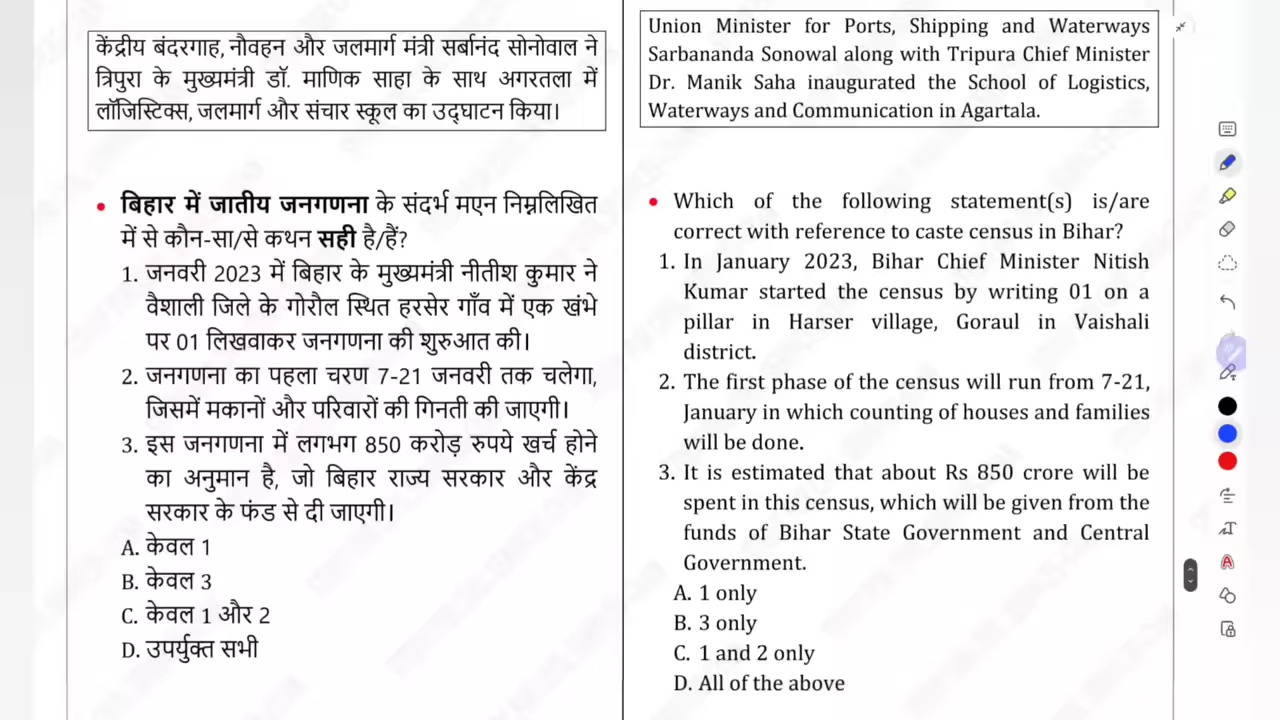 केंद्रीय बंदरगाह, नौवहन और जलमार्ग मंत्री सर्बानंद सोनोवाल ने
त्रिपुरा के मुख्यमंत्री डॉ. माणिक साहा के साथ अगरतला में
लॉजिस्टिक्स, जलमार्ग और संचार स्कूल का उद्घाटन किया।
• बिहार में जातीय जनगणना के संदर्भ मएन निम्नलिखित
में से कौन-सा/से कथन सही है/हैं?
1. जनवरी 2023 में बिहार के मुख्यमंत्री नीतीश कुमार ने
वैशाली जिले के गोरौल स्थित हरसेर गाँव में एक खंभे
पर 01 लिखवाकर जनगणना की शुरुआत की।
2. जनगणना का पहला चरण 7-21 जनवरी तक चलेगा,
जिसमें मकानों और परिवारों की गिनती की जाएगी।
3. इस जनगणना में लगभग 850 करोड़ रुपये खर्च होने
का अनुमान है, जो बिहार राज्य सरकार और केंद्र
सरकार के फंड से दी जाएगी।
A. केवल 1
B. केवल 3
C. केवल 1 और 2
D. उपर्युक्त सभी
Union Minister for Ports, Shipping and Waterways
Sarbananda Sonowal along with Tripura Chief Minister
Dr. Manik Saha inaugurated the School of Logistics,
Waterways and Communication in Agartala.
• Which of the following statement(s) is/are
correct with reference to caste census in Bihar?
1. In January 2023, Bihar Chief Minister Nitish
Kumar started the census by writing 01 on a
pillar in Harser village, Goraul in Vaishali
district.
2. The first phase of the census will run from 7-21,
January in which counting of houses and families
will be done.
3. It is estimated that about Rs 850 crore will be
spent in this census, which will be given from the
funds of Bihar State Government and Central
Government.
A. 1 only
B. 3 only
C. 1 and 2 only
D. All of the above